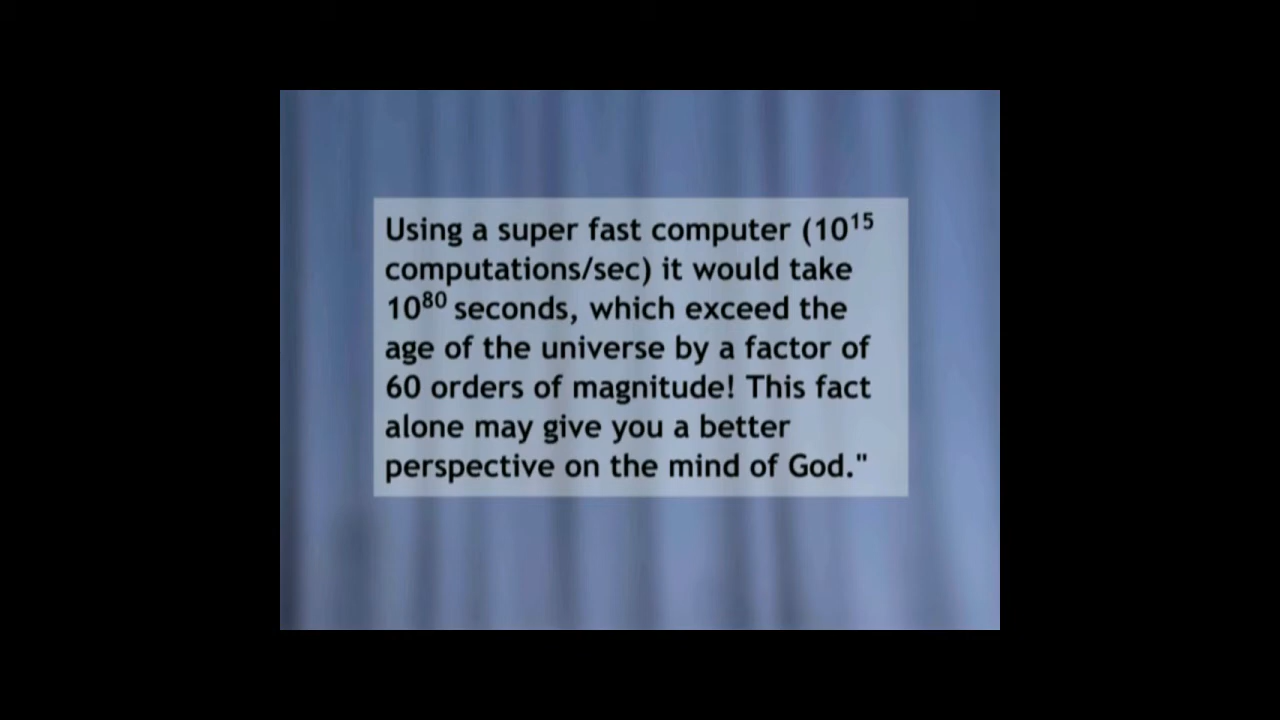 Using a super fast computer (10¹⁵
computations/sec) it would take
10⁸⁰ seconds, which exceed the
age of the universe by a factor of
60 orders of magnitude! This fact
alone may give you a better
perspective on the mind of God."